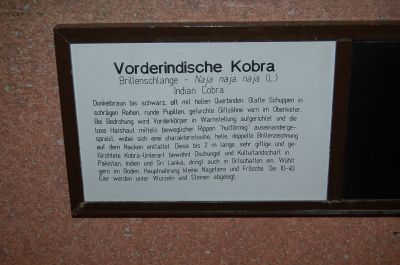 Vorderindische Kobra
Brillenschlange - Naja naja naja (L.)
Indian Cobra
Dunkelbraun bis schwarz, oft mit hellen Querbinden. Glatte Schuppen in
schrägen Reihen, runde Pupillen, gefurchte Giftzähne vorn im Oberkiefer.
Bei Bedrohung wird Vorderkörper in Warnstellung aufgerichtet und die
lose Halshaut mittels beweglicher Rippen "hutförmig" auseinanderge-
spreizt, wobei sich eine charakteristische, helle, doppelte Brillenzeichnung
auf dem Nacken entfaltet. Diese bis 2 m lange, sehr giftige und ge-
fürchtete Kobra-Unterart bewohnt Dschungel und Kulturlandschaft in
Pakistan, Indien und Sri Lanka, dringt auch in Ortschaften ein. Wühlt
gern im Boden. Hauptnahrung kleine Nagetiere und Frösche. Die 10-40
Eier werden unter Wurzeln und Steinen abgelegt.